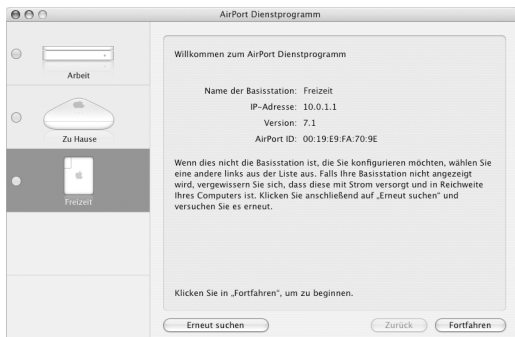 AirPort Dienstprogramm
Arbeit
Zu Hause
Freizeit
Willkommen zum AirPort Dienstprogramm
Name der Basisstation: Freizeit
IP-Adresse: 10.0.1.1
Version: 7.1
AirPort ID: 00:19:E9:FA:70:9E
Wenn dies nicht die Basisstation ist, die Sie konfigurieren möchten, wählen Sie
eine andere links aus der Liste aus. Falls Ihre Basisstation nicht angezeigt
wird, vergewissern Sie sich, dass diese mit Strom versorgt und in Reichweite
Ihres Computers ist. Klicken Sie anschließend auf „Erneut suchen“ und
versuchen Sie es erneut.
Klicken Sie in „Fortfahren“, um zu beginnen.
Erneut suchen
Zurück
Fortfahren